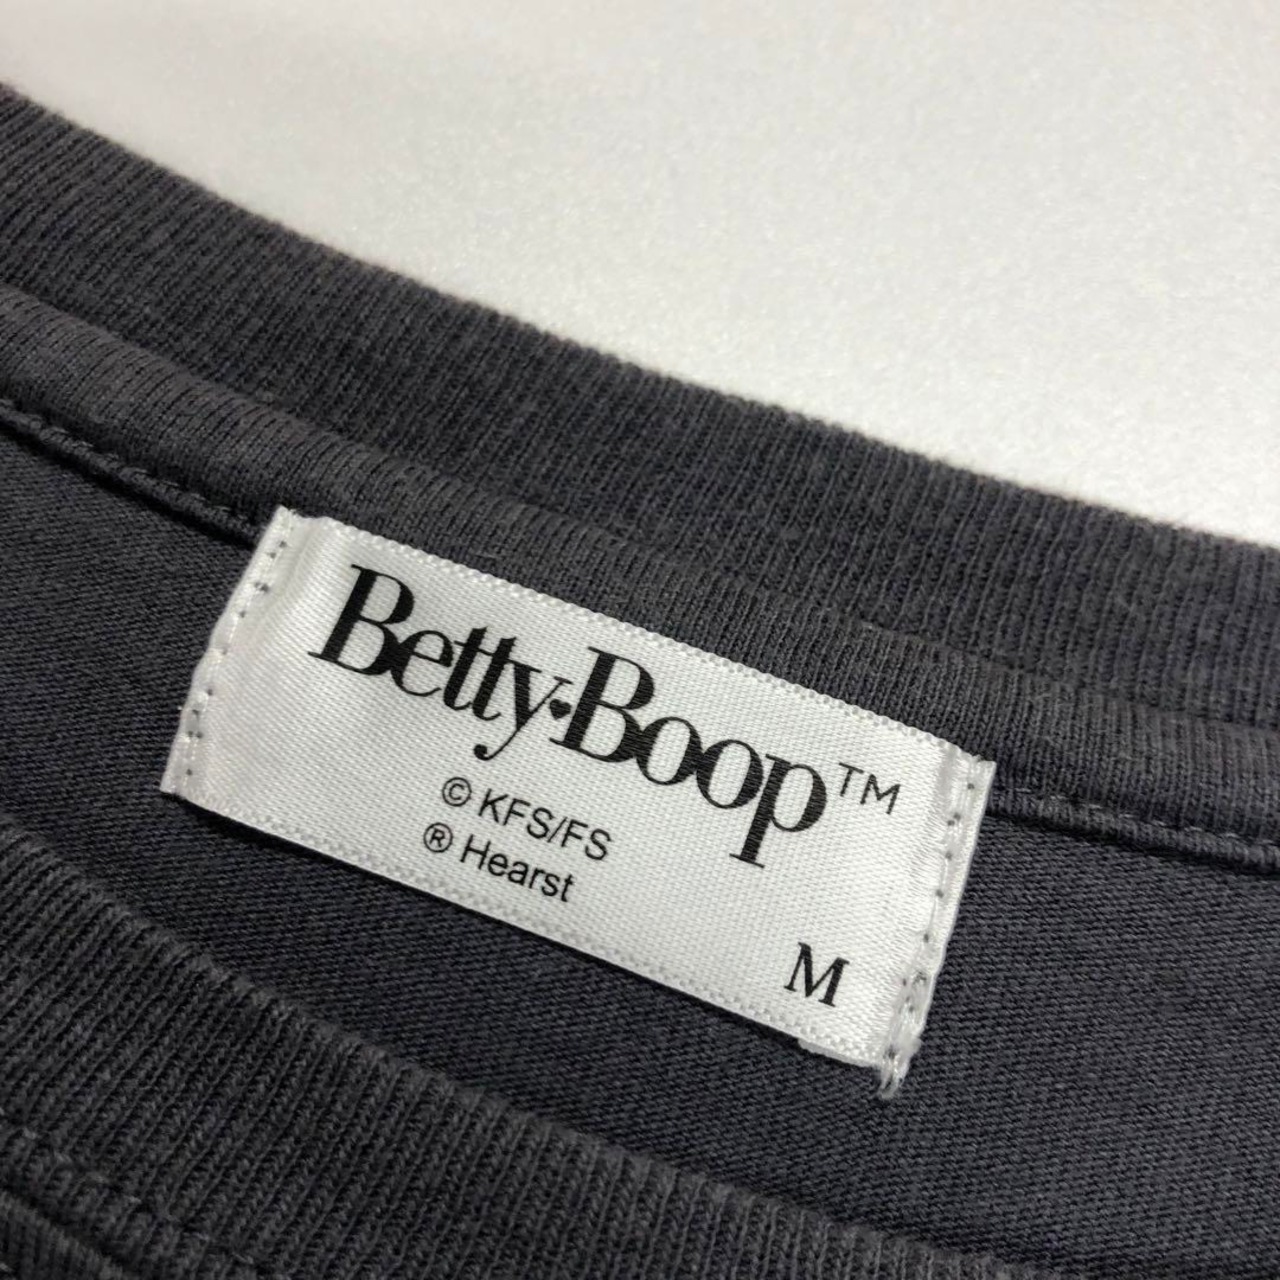 Betty♥Boop™
© KFS/FS
® Hearst
M